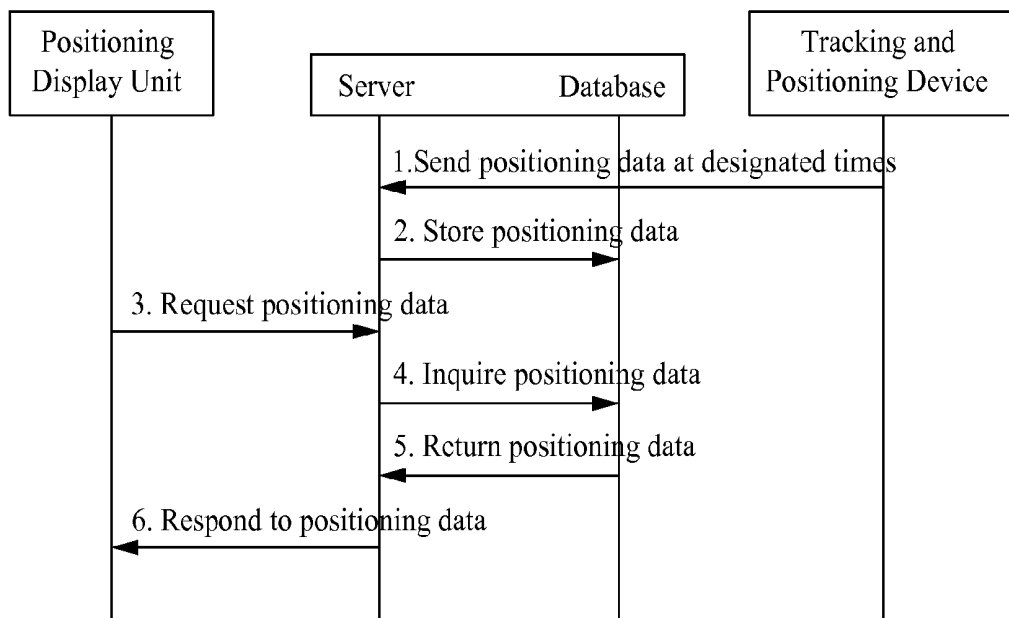 Positioning
Display Unit
Server
Database
Tracking and
Positioning Device
1.Send positioning data at designated times
2. Store positioning data
3. Request positioning data
4. Inquire positioning data
5. Return positioning data
6. Respond to positioning data